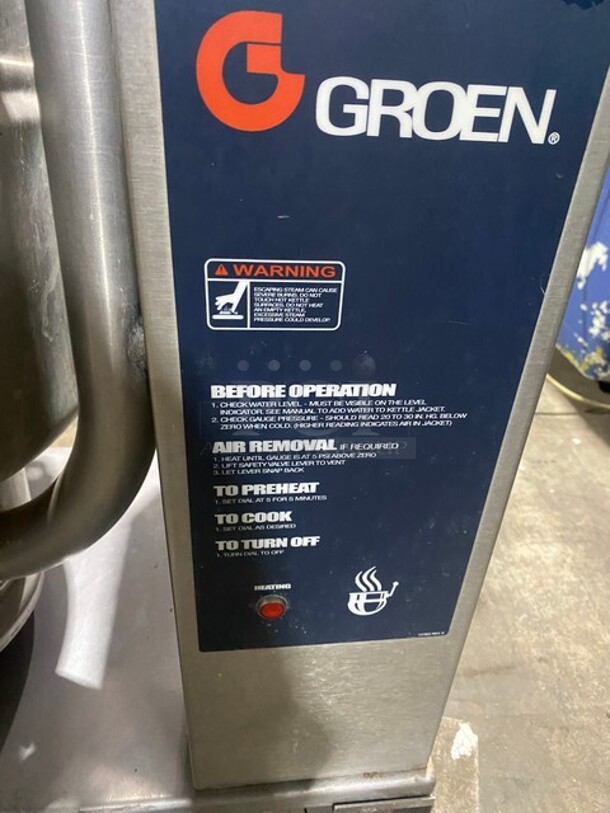 GROEN®
WARNING
ESCAPING STEAM CAN CAUSE
SEVERE BURNS. DO NOT
TOUCH HOT KETTLE
SURFACES. DO NOT HEAT
AN EMPTY KETTLE,
EXCESSIVE STEAM
PRESSURE COULD DEVELOP.
BEFORE OPERATION
1. CHECK WATER LEVEL - MUST BE VISIBLE ON THE LEVEL
INDICATOR. SEE MANUAL TO ADD WATER TO KETTLE JACKET.
2. CHECK GAUGE PRESSURE - SHOULD READ 20 TO 30 IN. HG. BELOW
ZERO WHEN COLD. (HIGHER READING INDICATES AIR IN JACKET)
AIR REMOVAL IF REQUIRED
1. HEAT UNTIL GAUGE IS AT 5 PSI ABOVE ZERO
2. LIFT SAFETY VALVE LEVER TO VENT
3. LET LEVER SNAP BACK
TO PREHEAT
1. SET DIAL AT 5 FOR 5 MINUTES
TO COOK
1. SET DIAL AS DESIRED
TO TURN OFF
1. TURN DIAL TO OFF
HEATING